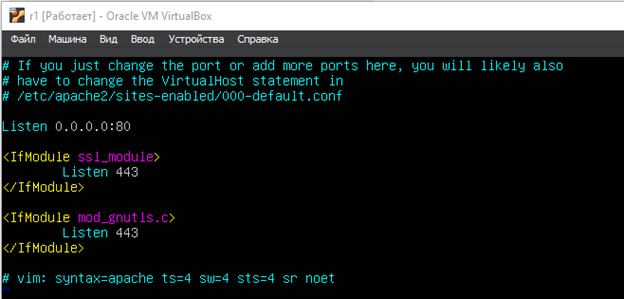 r1 [Работает] - Oracle VM VirtualBox
Файл Машина Вид Ввод Устройства Справка
# If you just change the port or add more ports here, you will likely also
# have to change the VirtualHost statement in
# /etc/apache2/sites-enabled/000-default.conf
Listen 0.0.0.0:80
<IfModule ssl_module>
Listen 443
</IfModule>
<IfModule mod_gnutls.c>
Listen 443
</IfModule>
# vim: syntax=apache ts=4 sw=4 sts=4 sr noet
~